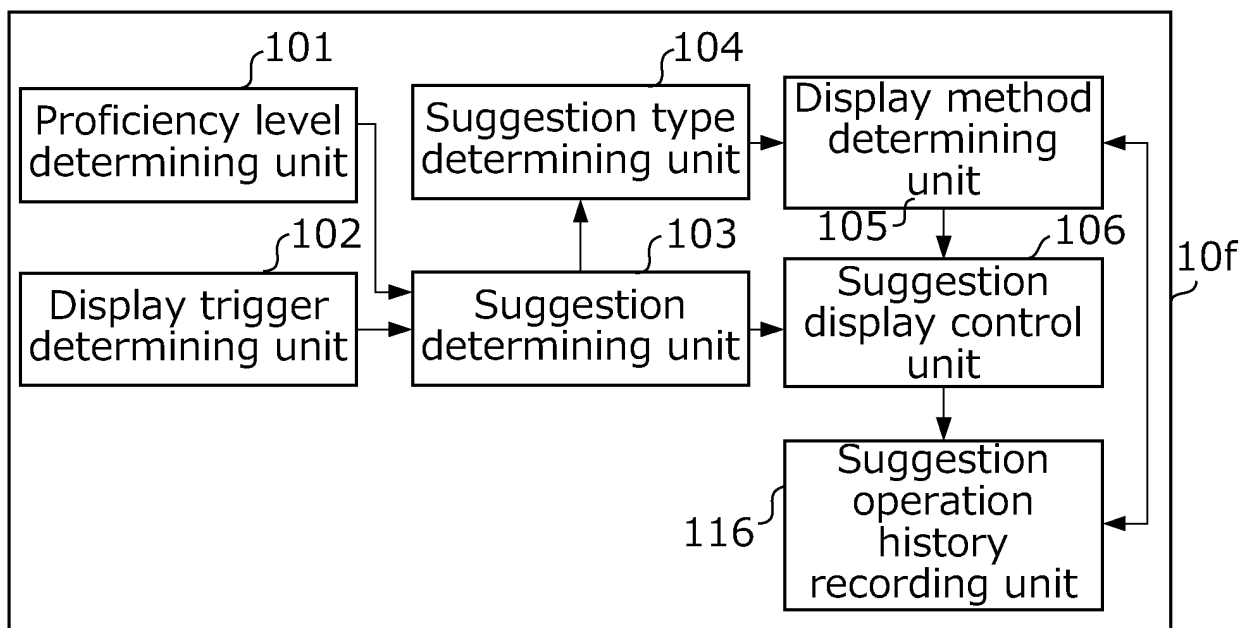 101
Proficiency level
determining unit
104
Suggestion type
determining unit
Display method
determining
unit
105
102
Display trigger
determining unit
103
Suggestion
determining unit
106
Suggestion
display control
unit
10f
116
Suggestion
operation
history
recording unit